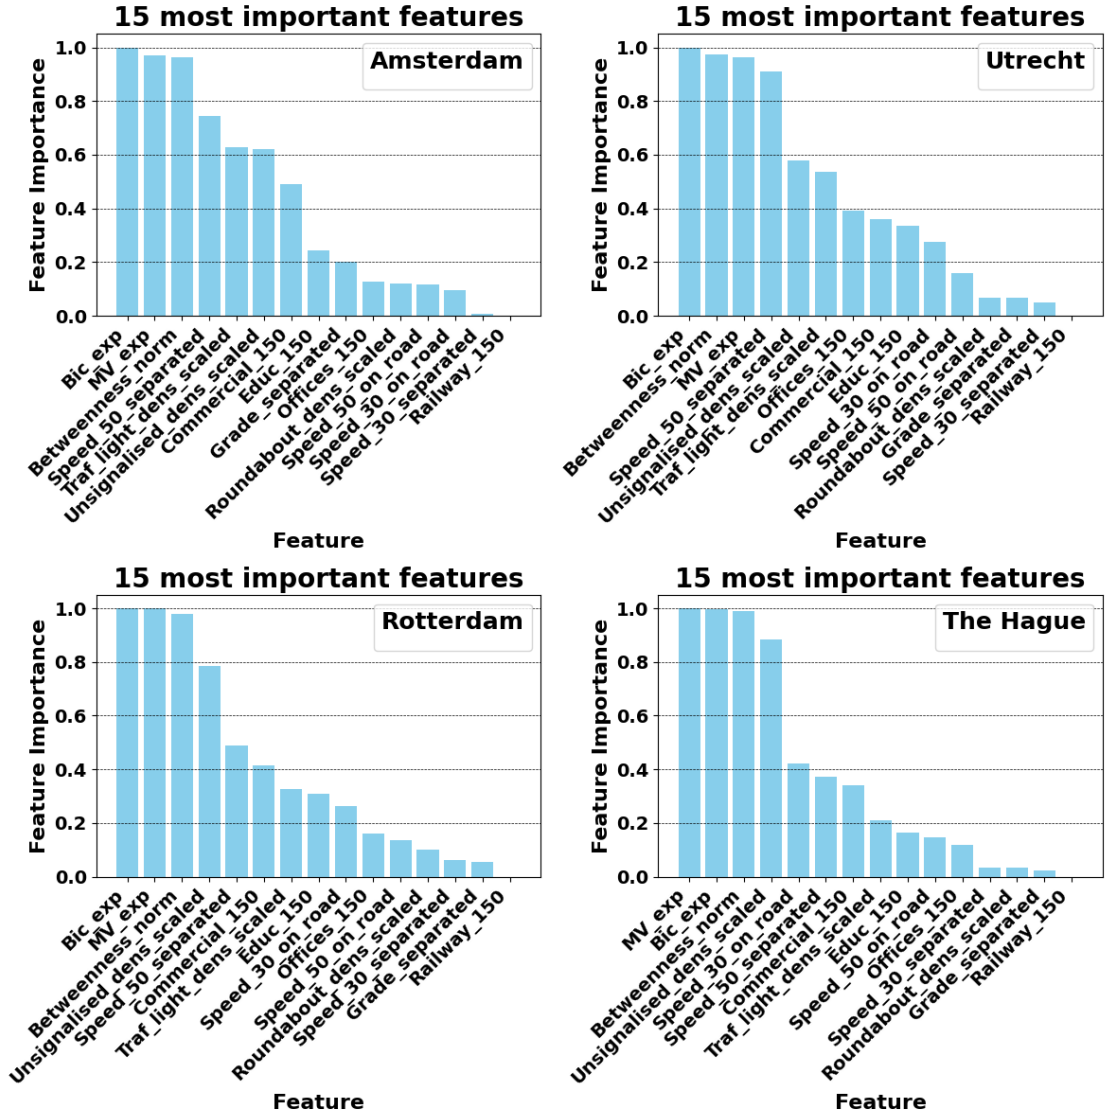 15 most important features
Amsterdam
Feature Importance
1.0
0.8
0.6
0.4
0.2
0.0
Bic_exp
MV_exp
Betweenness_norm
Speed_50_separated
Traf_light_dens_scaled
Unsignalised_dens_scaled
Commercial_150
Educ_150
Grade_separated
Offices_150
Roundabout_dens_scaled
Speed_50_on_road
Speed_30_on_road
Speed_30_separated
Railway_150
Feature
15 most important features
Utrecht
Feature Importance
1.0
0.8
0.6
0.4
0.2
0.0
Bic_exp
Betweenness_norm
MV_exp
Speed_50_separated
Unsignalised_dens_scaled
Traf_light_dens_scaled
Offices_150
Commercial_150
Educ_150
Speed_30_on_road
Speed_50_on_road
Roundabout_dens_scaled
Grade_separated
Speed_30_separated
Railway_150
Feature
15 most important features
Rotterdam
Feature Importance
1.0
0.8
0.6
0.4
0.2
0.0
Bic_exp
MV_exp
Betweenness_norm
Unsignalised_dens_scaled
Speed_50_separated
Commercial_150
Traf_light_dens_scaled
Educ_150
Speed_30_on_road
Offices_150
Speed_50_on_road
Roundabout_dens_scaled
Speed_30_separated
Grade_separated
Railway_150
Feature
15 most important features
The Hague
Feature Importance
1.0
0.8
0.6
0.4
0.2
0.0
MV_exp
Bic_exp
Betweenness_norm
Unsignalised_dens_scaled
Speed_30_on_road
Speed_50_separated
Commercial_150
Traf_light_dens_scaled
Educ_150
Speed_50_on_road
Offices_150
Speed_30_separated
Roundabout_dens_scaled
Grade_separated
Railway_150
Feature